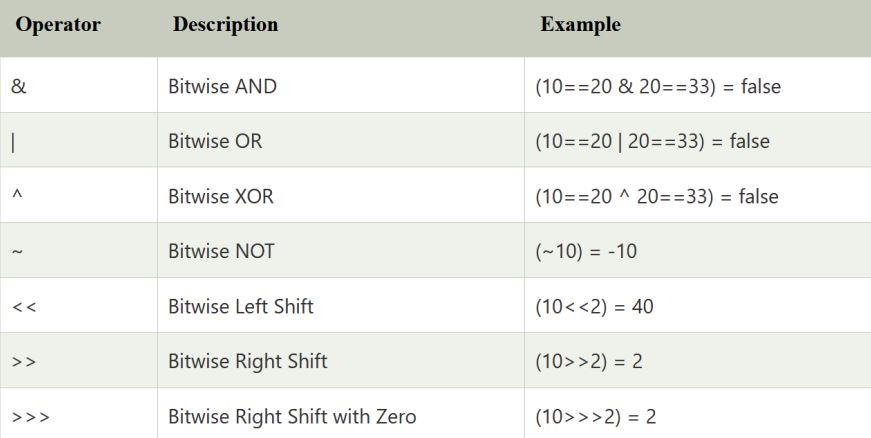 Operator Description Example
& Bitwise AND (10==20 & 20==33) = false
| Bitwise OR (10==20 | 20==33) = false
^ Bitwise XOR (10==20 ^ 20==33) = false
~ Bitwise NOT (~10) = -10
<< Bitwise Left Shift (10<<2) = 40
>> Bitwise Right Shift (10>>2) = 2
>>> Bitwise Right Shift with Zero (10>>>2) = 2